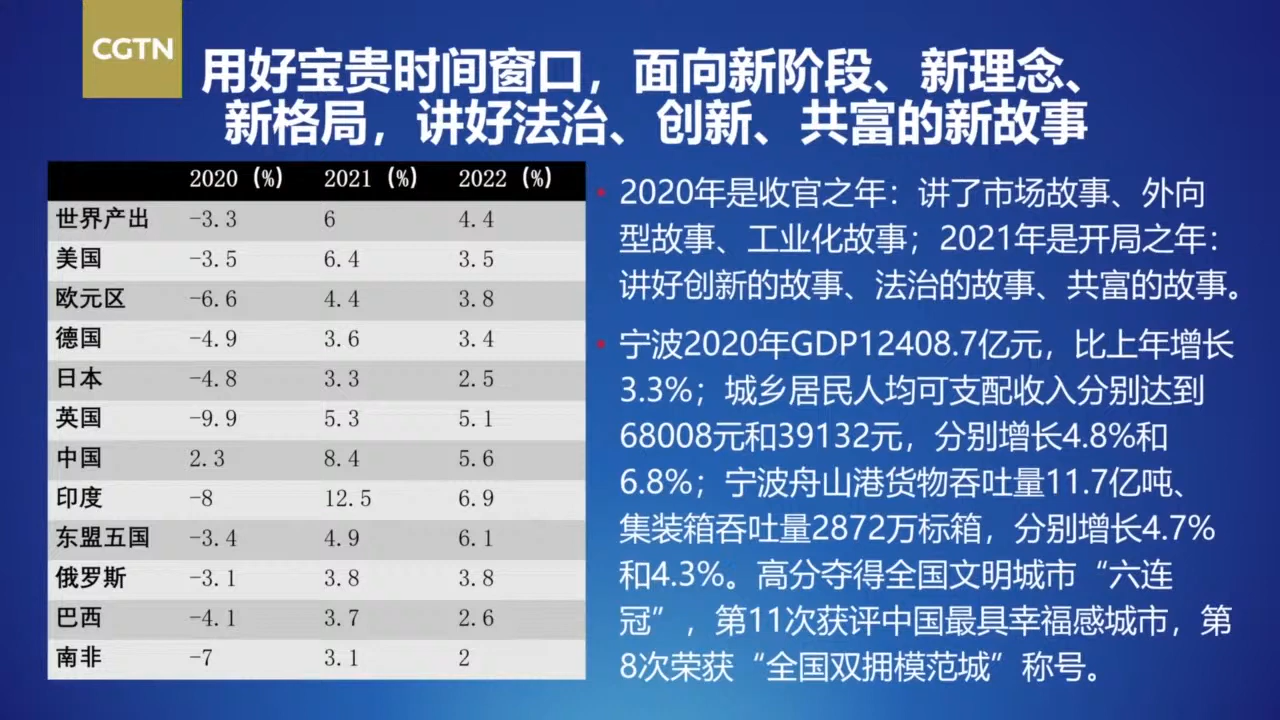 CGTN
用好宝贵时间窗口，面向新阶段、新理念、
新格局，讲好法治、创新、共富的新故事
2020（%） 2021（%） 2022（%）
世界产出 -3.3 6 4.4
美国 -3.5 6.4 3.5
欧元区 -6.6 4.4 3.8
德国 -4.9 3.6 3.4
日本 -4.8 3.3 2.5
英国 -9.9 5.3 5.1
中国 2.3 8.4 5.6
印度 -8 12.5 6.9
东盟五国 -3.4 4.9 6.1
俄罗斯 -3.1 3.8 3.8
巴西 -4.1 3.7 2.6
南非 -7 3.1 2
2020年是收官之年：讲了市场故事、外向
型故事、工业化故事；2021年是开局之年：
讲好创新的故事、法治的故事、共富的故事。
宁波2020年GDP12408.7亿元，比上年增长
3.3%；城乡居民人均可支配收入分别达到
68008元和39132元，分别增长4.8%和
6.8%；宁波舟山港货物吞吐量11.7亿吨、
集装箱吞吐量2872万标箱，分别增长4.7%
和4.3%。高分夺得全国文明城市“六连
冠”，第11次获评中国最具幸福感城市，第
8次荣获“全国双拥模范城”称号。